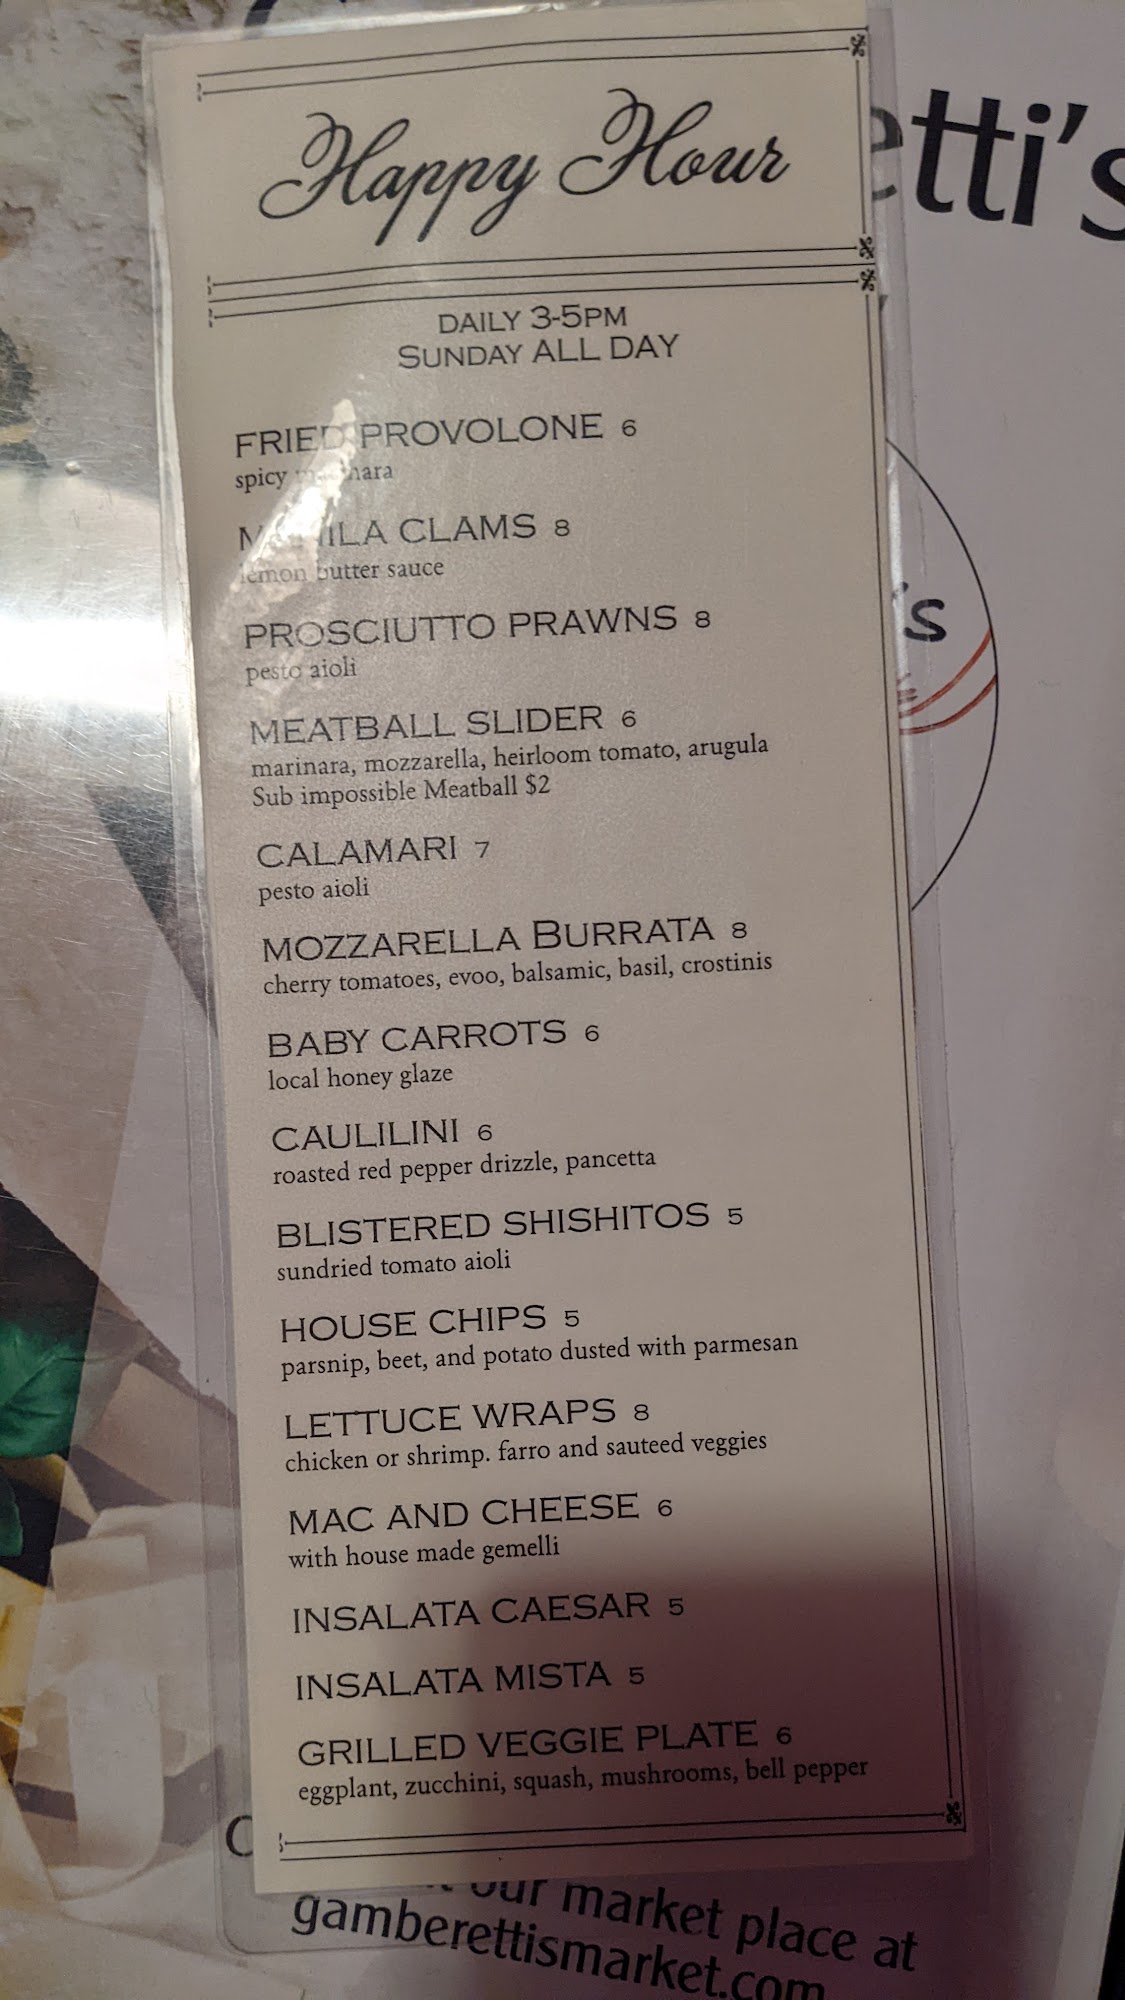 etti's
Happy Hour
DAILY 3-5PM
SUNDAY ALL DAY
FRIED PROVOLONE 6
spicy
CLAMS 8
lemon butter sauce
PROSCIUTTO PRAWNS 8
pesto aioli
MEATBALL SLIDER 6
marinara, mozzarella, heirloom tomato, arugula
Sub impossible Meatball $2
CALAMARI 7
pesto aioli
MOZZARELLA BURRATA 8
cherry tomatoes, evoo, balsamic, basil, crostinis
BABY CARROTS 6
local honey glaze
CAULILINI 6
roasted red pepper drizzle, pancetta
BLISTERED SHISHITOS 5
sundried tomato aioli
HOUSE CHIPS 5
parsnip, beet, and potato dusted with parmesan
LETTUCE WRAPS 8
chicken or shrimp. farro and sauteed veggies
MAC AND CHEESE 6
with house made gemelli
INSALATA CAESAR 5
INSALATA MISTA 5
GRILLED VEGGIE PLATE 6
eggplant, zucchini, squash, mushrooms, bell pepper
's
our market place at
gamberettismarket.com